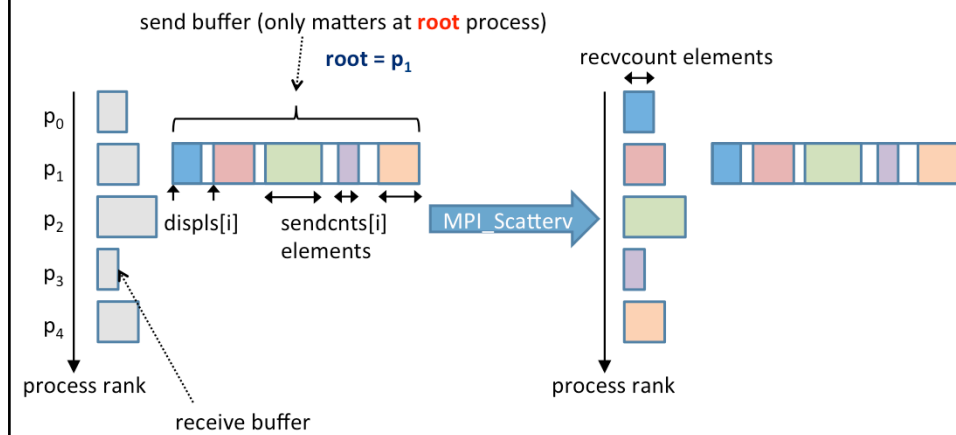 send buffer (only matters at root process)
root = p₁
recvcount elements
p₀
p₁
p₂
p₃
p₄
displs[i]
sendcnts[i]
elements
MPI_Scatterv
process rank
process rank
receive buffer